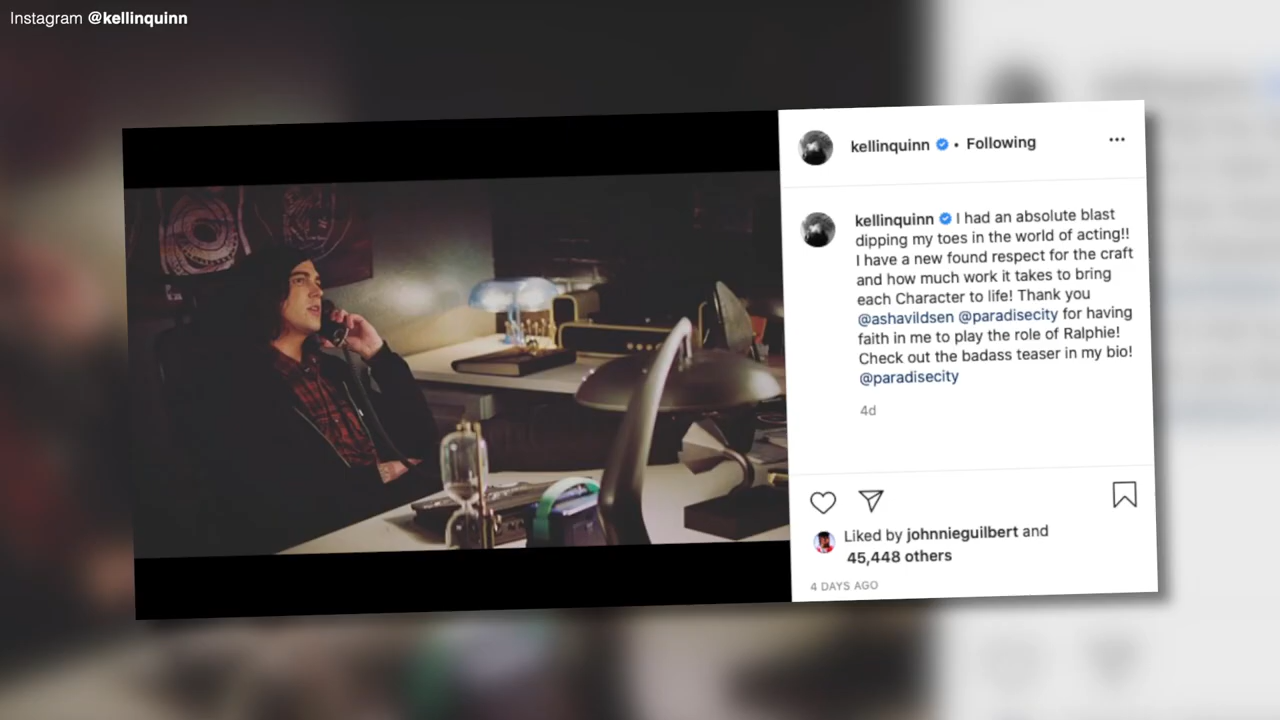 Instagram @kellinquinn
kellinquinn • Following
kellinquinn I had an absolute blast
dipping my toes in the world of acting!!
I have a new found respect for the craft
and how much work it takes to bring
each Character to life! Thank you
@ashavildsen @paradisecity for having
faith in me to play the role of Ralphie!
Check out the badass teaser in my bio!
@paradisecity
4d
Liked by johnnieguilbert and
45,448 others
4 DAYS AGO